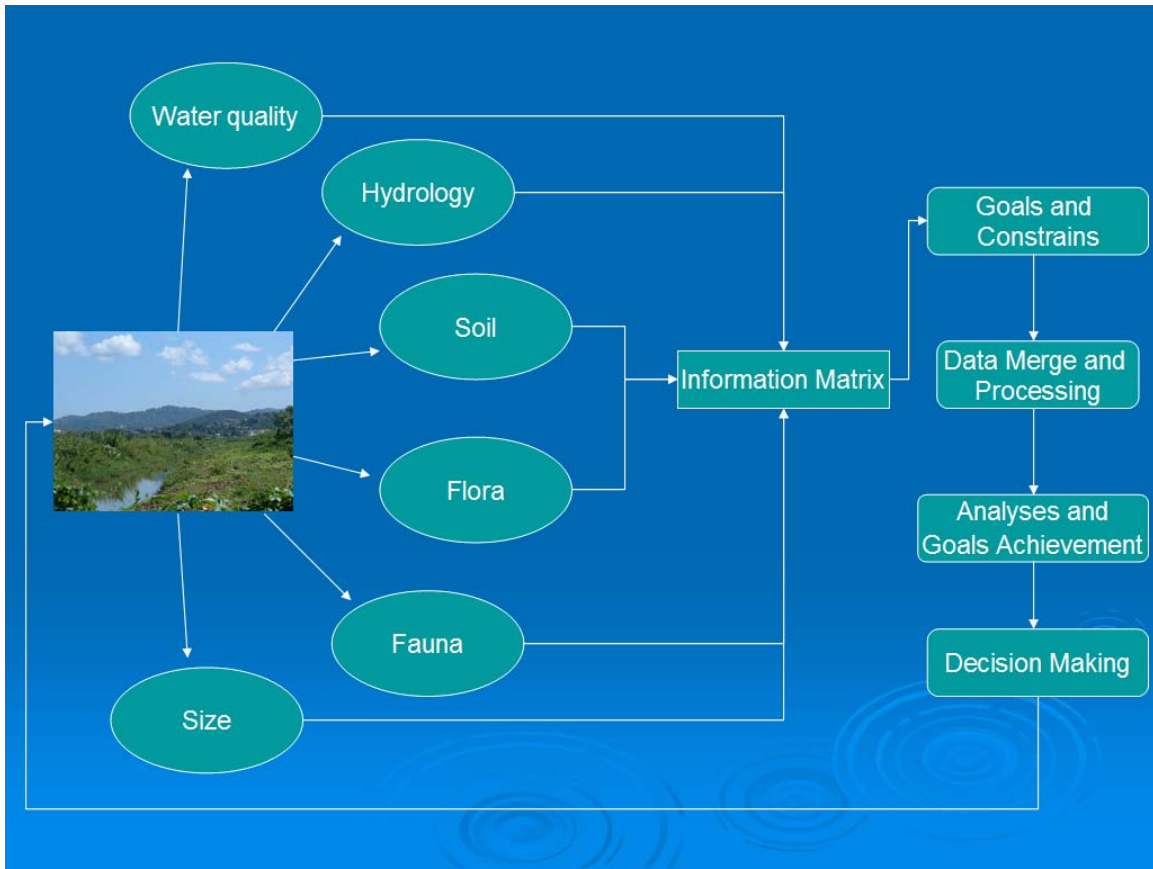 Water quality
Hydrology
Soil
Flora
Fauna
Size
Information Matrix
Goals and
Constrains
Data Merge and
Processing
Analyses and
Goals Achievement
Decision Making